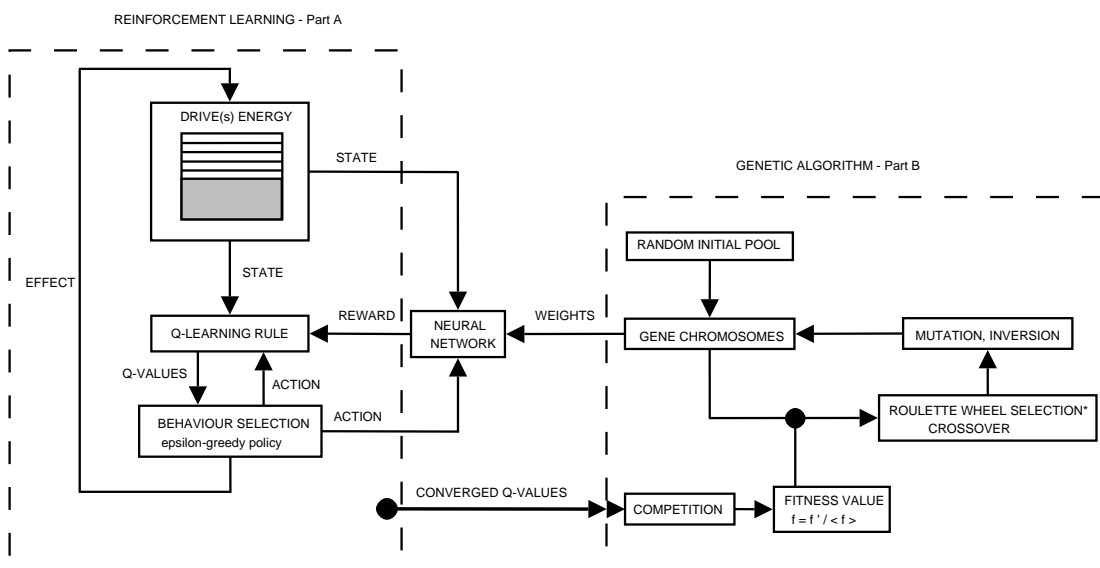 REINFORCEMENT LEARNING - Part A
DRIVE(s) ENERGY
STATE
GENETIC ALGORITHM - Part B
RANDOM INITIAL POOL
EFFECT
STATE
Q-LEARNING RULE
REWARD
NEURAL
NETWORK
WEIGHTS
GENE CHROMOSOMES
MUTATION, INVERSION
Q-VALUES
ACTION
BEHAVIOUR SELECTION
epsilon-greedy policy
ACTION
ROULETTE WHEEL SELECTION*
CROSSOVER
CONVERGED Q-VALUES
COMPETITION
FITNESS VALUE
f = f ' / < f >